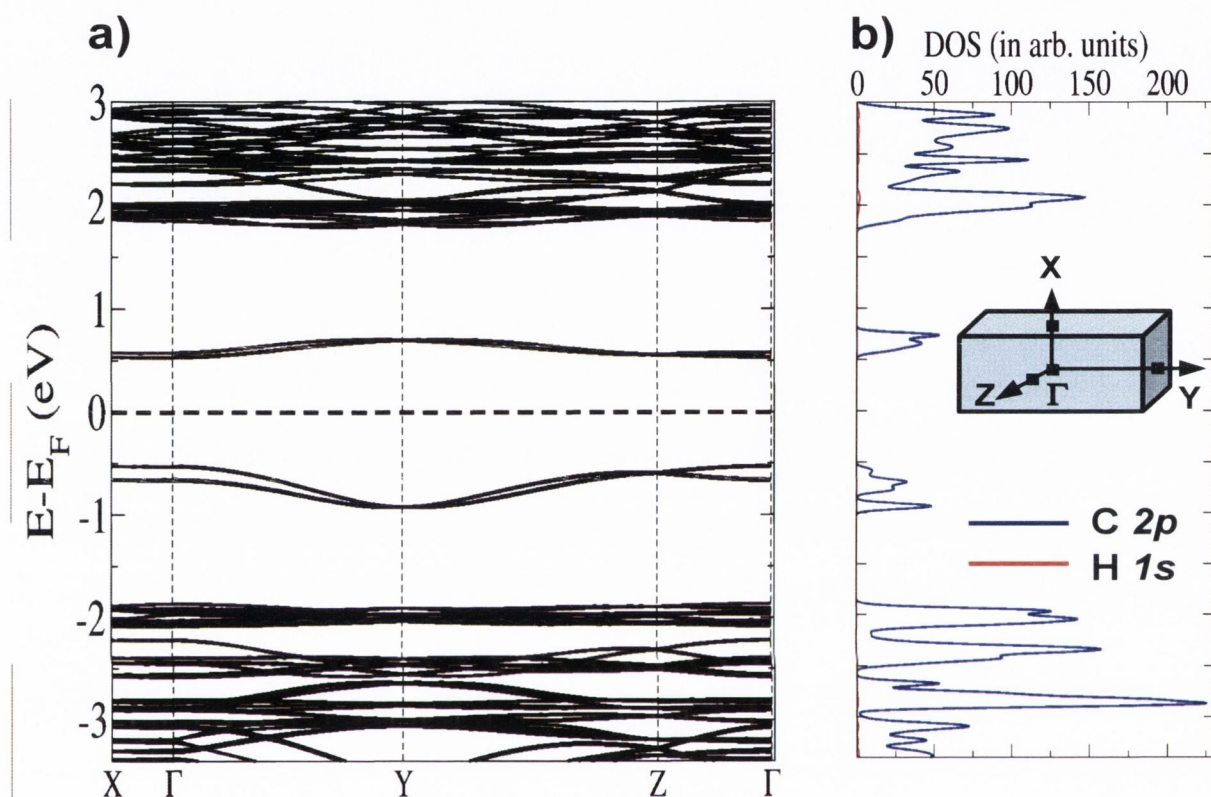 a)
E-E_F (eV)
3
2
1
0
-1
-2
-3
X Γ Y Z Γ
b) DOS (in arb. units)
0 50 100 150 200
X
Z Γ Y
C 2p
H 1s